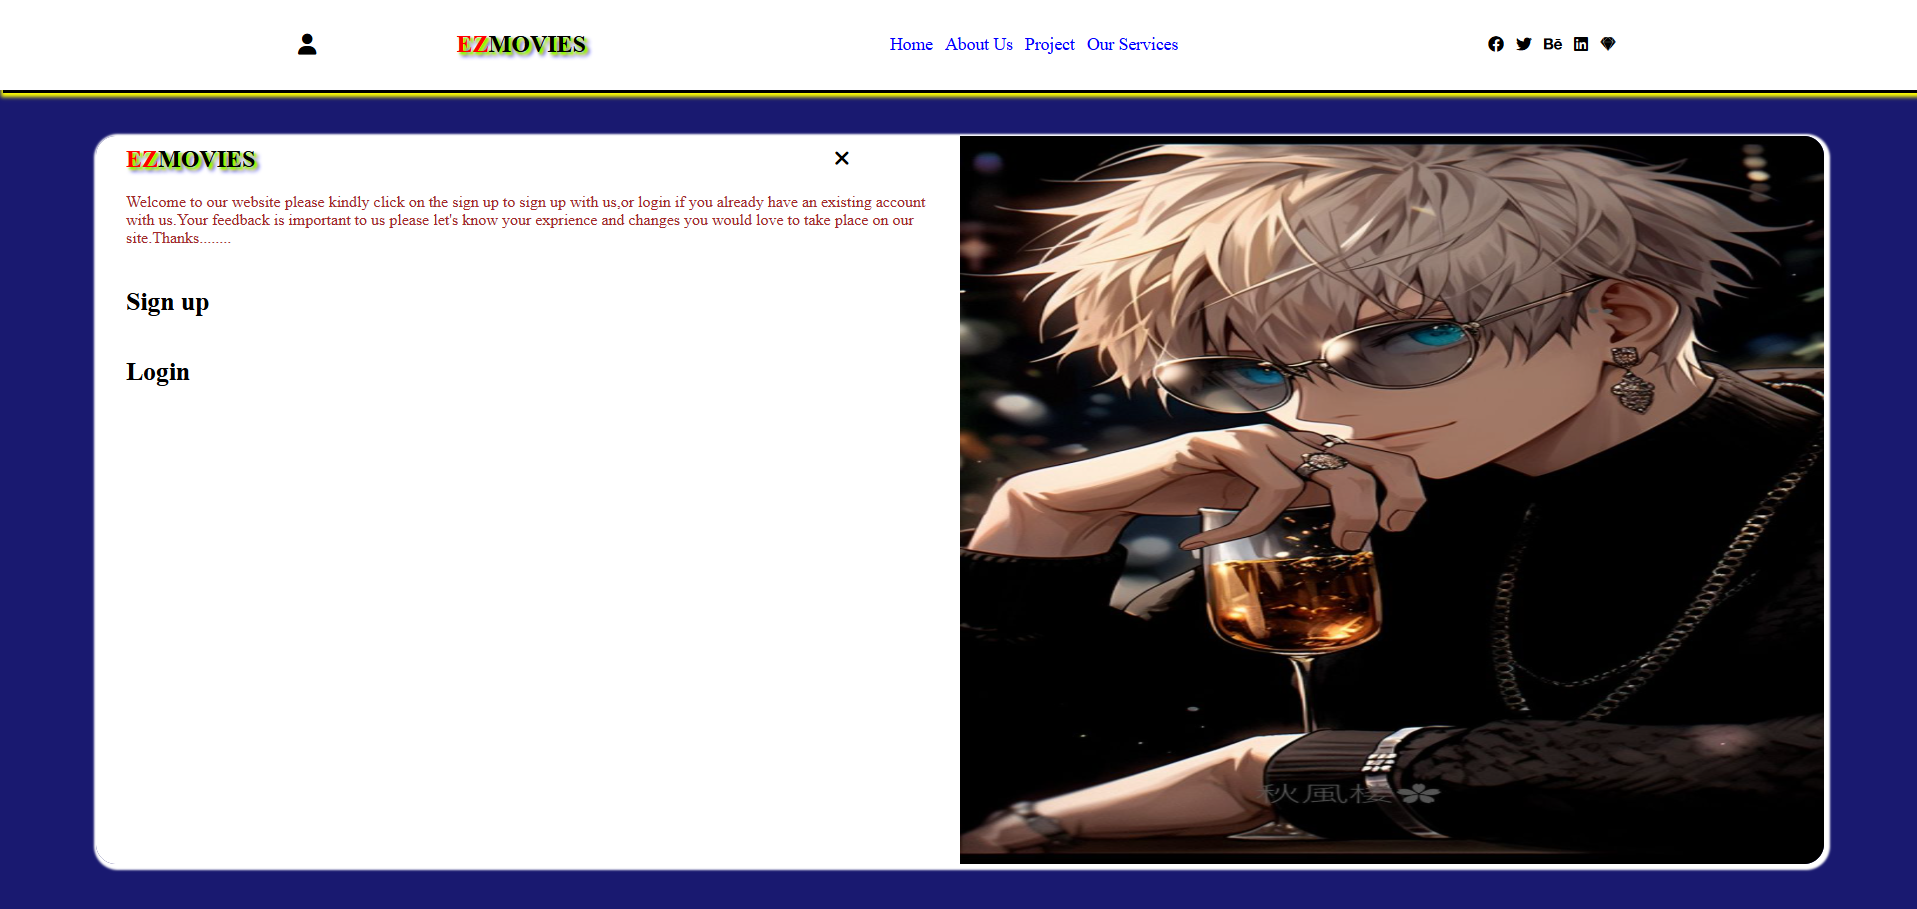 EZMOVIES
Home About Us Project Our Services
Bē
EZMOVIES
Welcome to our website please kindly click on the sign up to sign up with us,or login if you already have an existing account
with us.Your feedback is important to us please let's know your exprience and changes you would love to take place on our
site.Thanks........
Sign up
Login
秋風樓